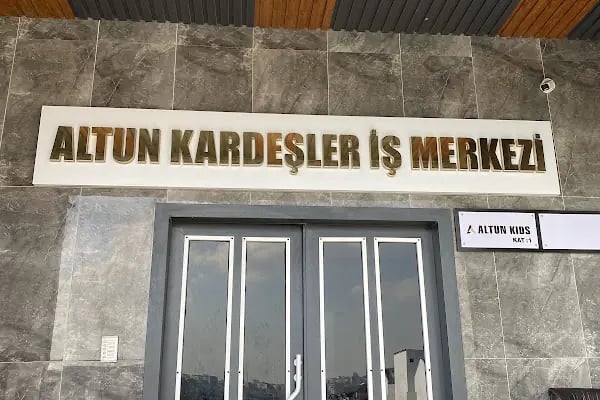 ALTUN KARDEŞLER İŞ MERKEZİ
ALTUN KIDS
KAT:1